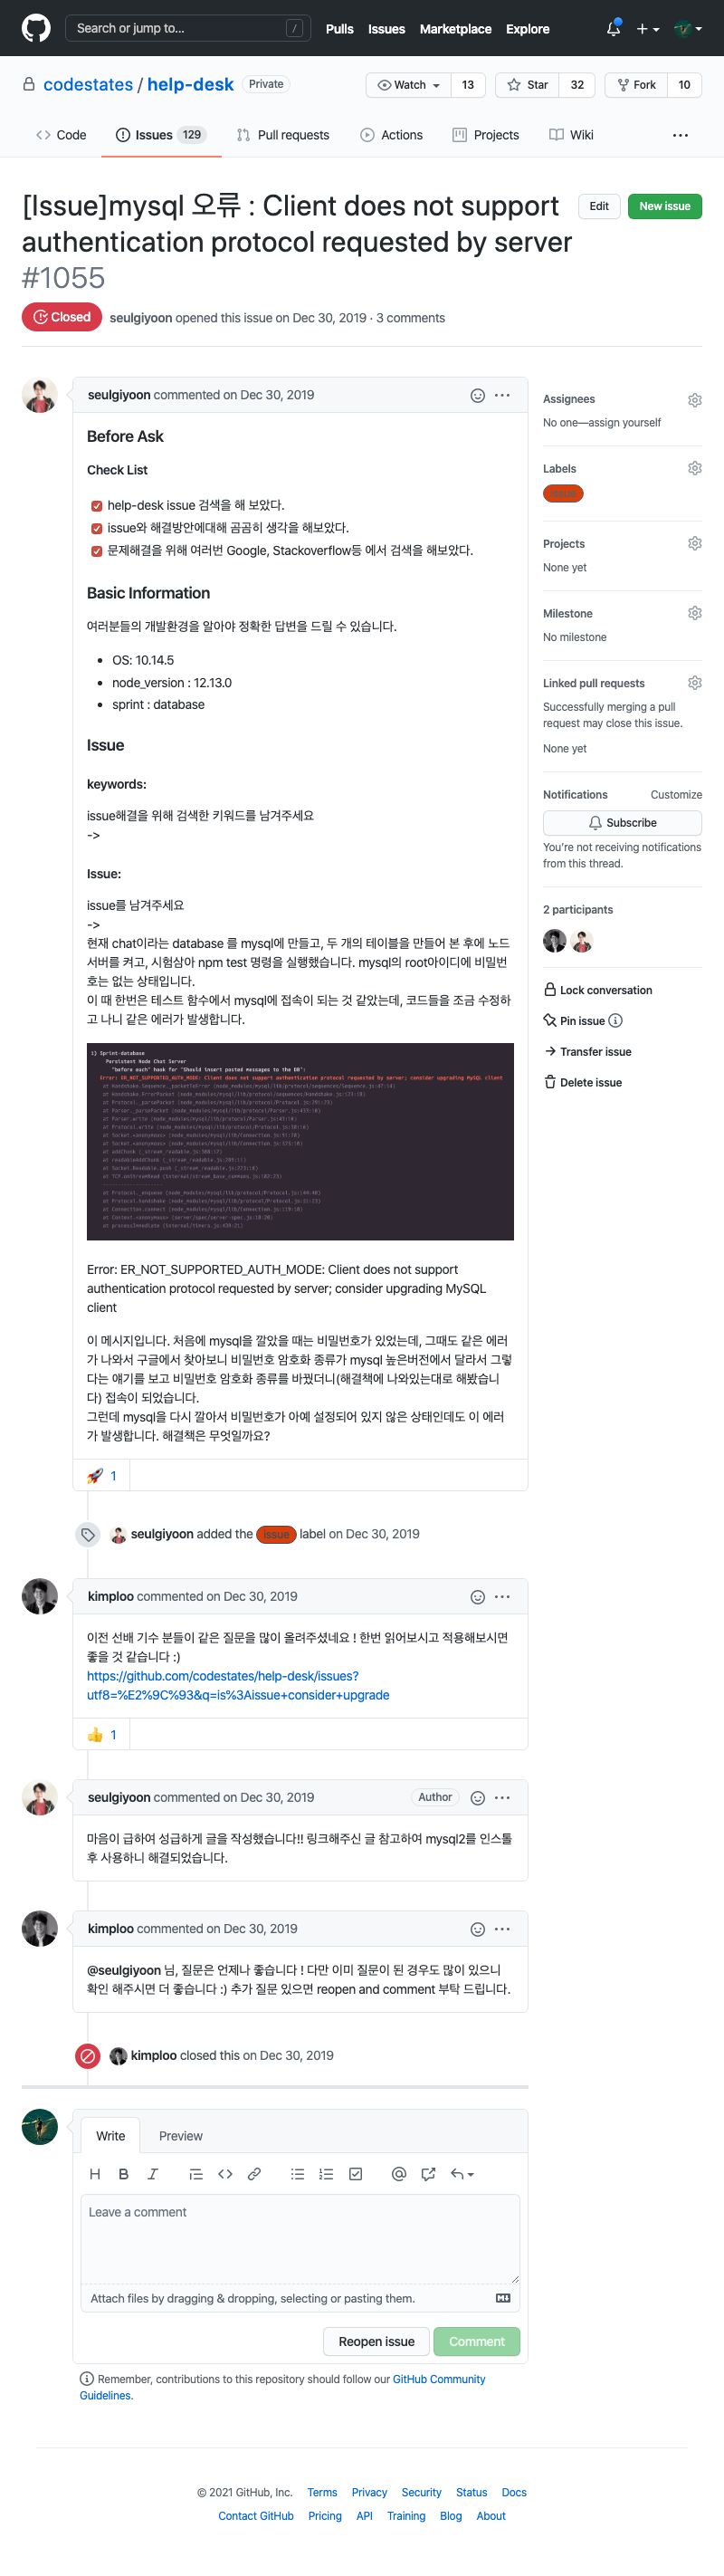 Search or jump to...
/
Pulls Issues Marketplace Explore
codestates / help-desk Private
Watch 13 Star 32 Fork 10
Code Issues 129 Pull requests Actions Projects Wiki
[Issue]mysql 오류 : Client does not support
authentication protocol requested by server
#1055
Edit New issue
Closed seulgiyoon opened this issue on Dec 30, 2019 · 3 comments
seulgiyoon commented on Dec 30, 2019
Before Ask
Check List
help-desk issue 검색을 해 보았다.
issue와 해결방안에대해 곰곰히 생각을 해보았다.
문제해결을 위해 여러번 Google, Stackoverflow등 에서 검색을 해보았다.
Basic Information
여러분들의 개발환경을 알아야 정확한 답변을 드릴 수 있습니다.
• OS: 10.14.5
• node_version : 12.13.0
• sprint : database
Issue
keywords:
issue해결을 위해 검색한 키워드를 남겨주세요
->
Issue:
issue를 남겨주세요
->
현재 chat이라는 database 를 mysql에 만들고, 두 개의 테이블을 만들어 본 후에 노드
서버를 켜고, 시험삼아 npm test 명령을 실행했습니다. mysql의 root아이디에 비밀번
호는 없는 상태입니다.
이 때 한번은 테스트 함수에서 mysql에 접속이 되는 것 같았는데, 코드들을 조금 수정하
고 나니 같은 에러가 발생합니다.
1) Sprint-database
Persistent Node Chat Server
"before each" hook for "Should insert posted messages to the DB":
Error: ER_NOT_SUPPORTED_AUTH_MODE: Client does not support authentication protocol requested by server; consider upgrading MySQL client
Error: ER_NOT_SUPPORTED_AUTH_MODE: Client does not support
authentication protocol requested by server; consider upgrading MySQL
client
이 메시지입니다. 처음에 mysql을 깔았을 때는 비밀번호가 있었는데, 그때도 같은 에러
가 나와서 구글에서 찾아보니 비밀번호 암호화 종류가 mysql 높은버전에서 달라서 그렇
다는 얘기를 보고 비밀번호 암호화 종류를 바꿨더니(해결책에 나와있는대로 해봤습니
다) 접속이 되었습니다.
그런데 mysql을 다시 깔아서 비밀번호가 아예 설정되어 있지 않은 상태인데도 이 에러
가 발생합니다. 해결책은 무엇일까요?
🚀 1
seulgiyoon added the issue label on Dec 30, 2019
kimploo commented on Dec 30, 2019
이전 선배 기수 분들이 같은 질문을 많이 올려주셨네요 ! 한번 읽어보시고 적용해보시면
좋을 것 같습니다 :)
https://github.com/codestates/help-desk/issues?
utf8=%E2%9C%93&q=is%3Aissue+consider+upgrade
👍 1
seulgiyoon commented on Dec 30, 2019 Author
마음이 급하여 성급하게 글을 작성했습니다!! 링크해주신 글 참고하여 mysql2를 인스톨
후 사용하니 해결되었습니다.
kimploo commented on Dec 30, 2019
@seulgiyoon 님, 질문은 언제나 좋습니다 ! 다만 이미 질문이 된 경우도 많이 있으니
확인 해주시면 더 좋습니다 :) 추가 질문 있으면 reopen and comment 부탁 드립니다.
kimploo closed this on Dec 30, 2019
Write Preview
Leave a comment
Attach files by dragging & dropping, selecting or pasting them.
Reopen issue Comment
Remember, contributions to this repository should follow our GitHub Community
Guidelines.
Assignees
No one—assign yourself
Labels
issue
Projects
None yet
Milestone
No milestone
Linked pull requests
Successfully merging a pull
request may close this issue.
None yet
Notifications Customize
Subscribe
You're not receiving notifications
from this thread.
2 participants
Lock conversation
Pin issue
Transfer issue
Delete issue
© 2021 GitHub, Inc. Terms Privacy Security Status Docs
Contact GitHub Pricing API Training Blog About